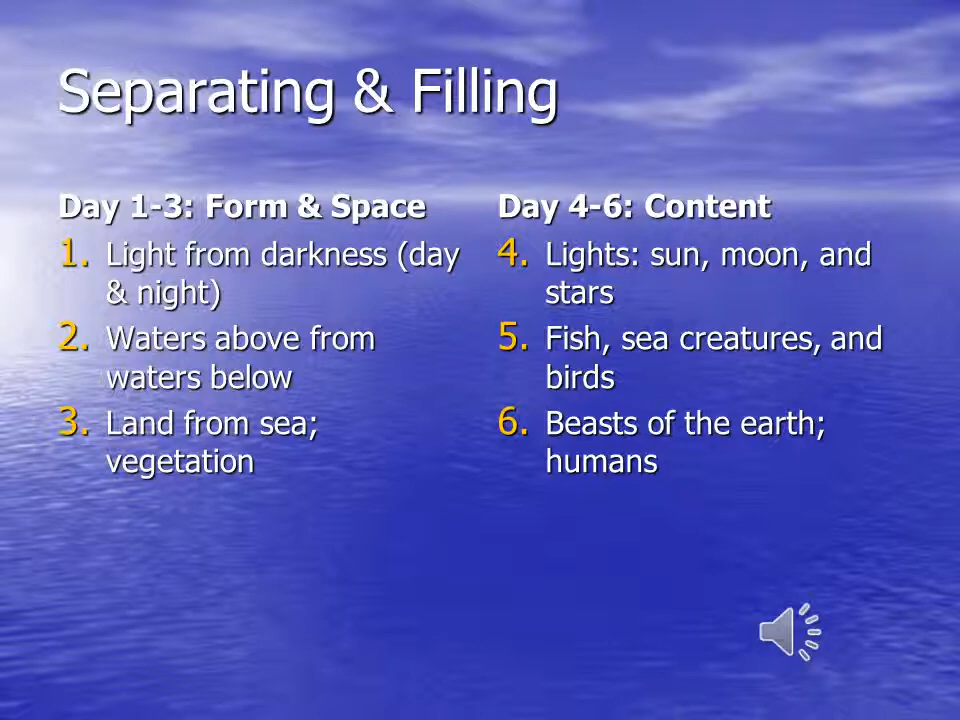 Separating & Filling
Day 1-3: Form & Space
1. Light from darkness (day
& night)
2. Waters above from
waters below
3. Land from sea;
vegetation
Day 4-6: Content
4. Lights: sun, moon, and
stars
5. Fish, sea creatures, and
birds
6. Beasts of the earth;
humans